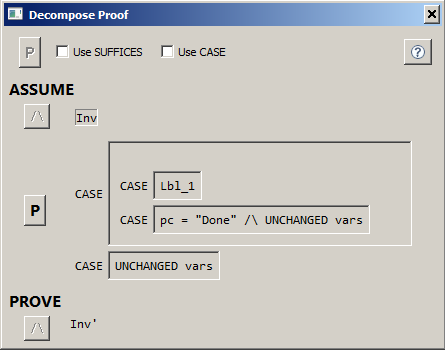 Decompose Proof
P Use SUFFICES Use CASE ?
ASSUME
/\ Inv
CASE Lbl_1
P CASE
CASE pc = "Done" /\ UNCHANGED vars
CASE UNCHANGED vars
PROVE
/\ Inv'